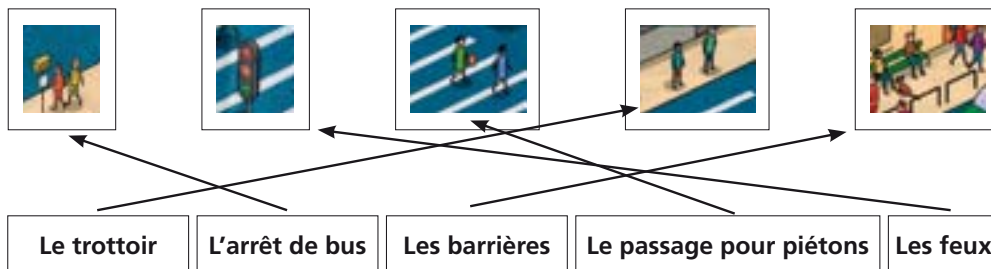 Le trottoir
L'arrêt de bus
Les barrières
Le passage pour piétons
Les feux